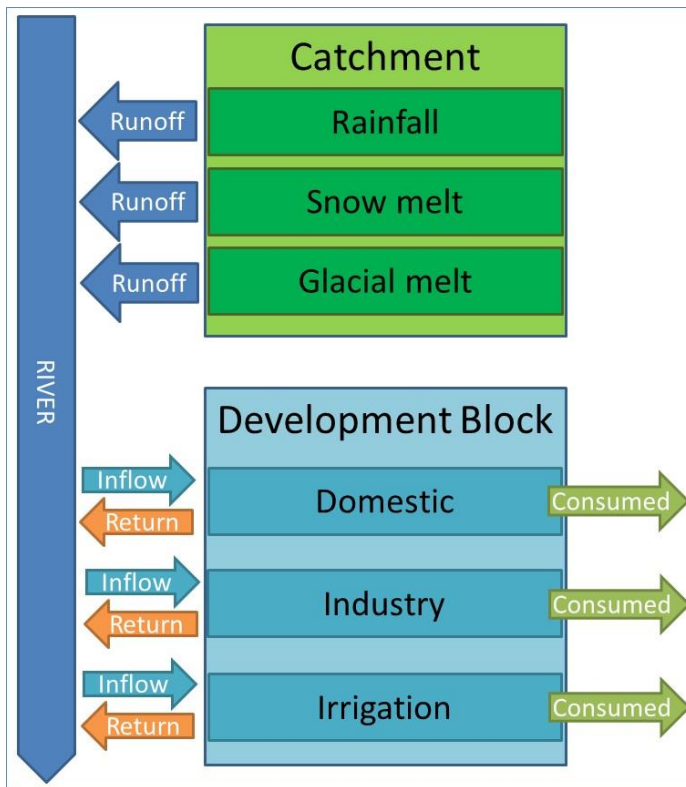 Catchment
Runoff
Rainfall
Runoff
Snow melt
Runoff
Glacial melt
RIVER
Development Block
Inflow
Return
Domestic
Consumed
Inflow
Return
Industry
Consumed
Inflow
Return
Irrigation
Consumed